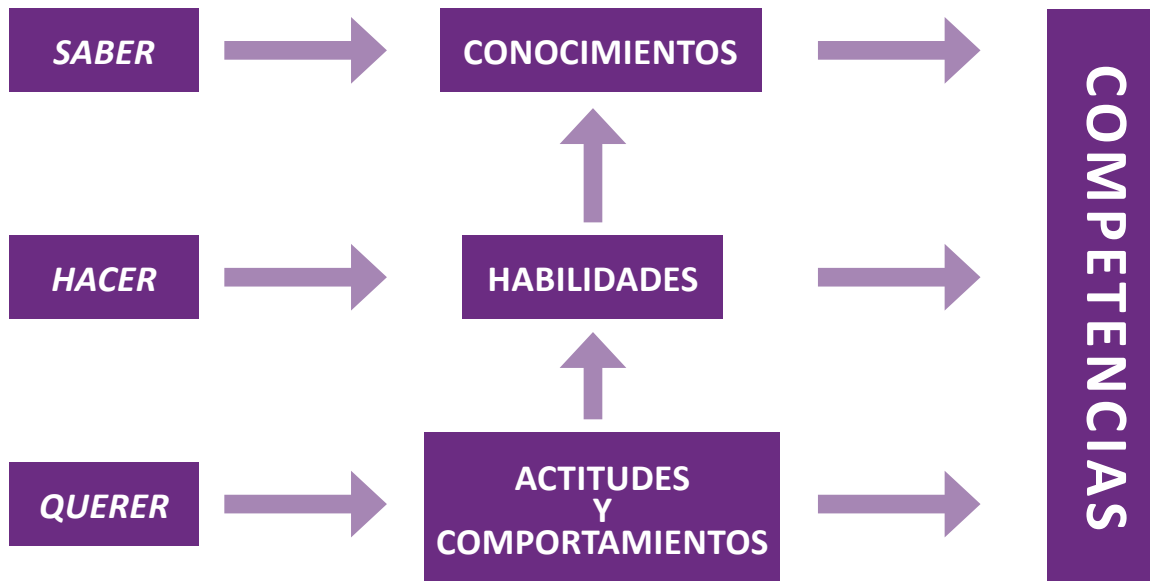 SABER
CONOCIMIENTOS
HACER
HABILIDADES
QUERER
ACTITUDES
Y
COMPORTAMIENTOS
COMPETENCIAS